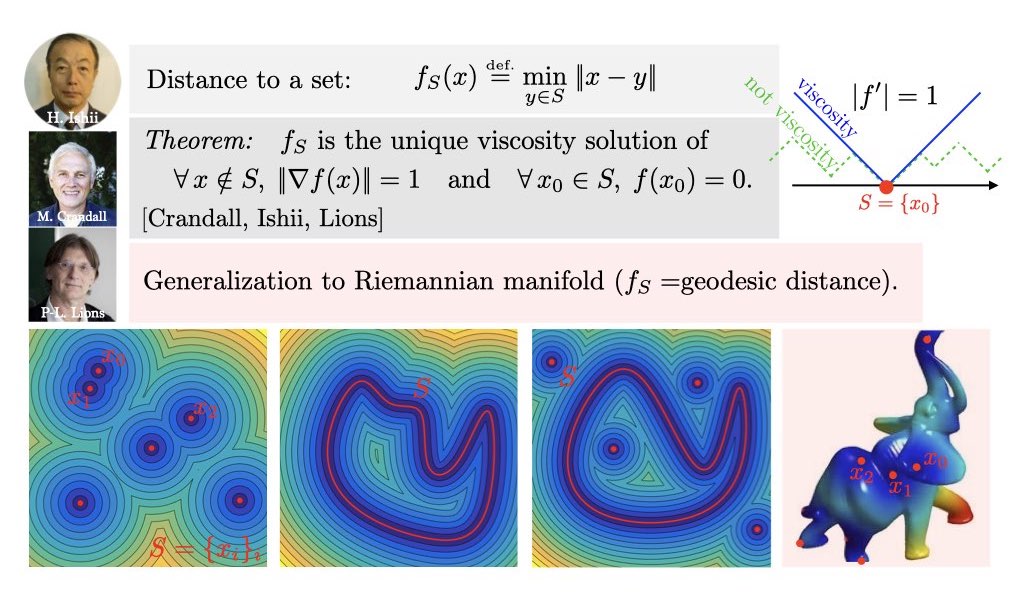 H. Ishii
Distance to a set: f_S(x) \overset{def.}{=} \min_{y∈S} ‖x − y‖
M. Crandall
Theorem: f_S is the unique viscosity solution of
∀ x ∉ S, ‖∇f(x)‖ = 1 and ∀ x_0 ∈ S, f(x_0) = 0.
[Crandall, Ishii, Lions]
not viscosity
viscosity
|f′| = 1
S = {x_0}
P-L. Lions
Generalization to Riemannian manifold (f_S =geodesic distance).
x_0
x_1
x_2
S = {x_i}_i
S
S
x_0
x_1
x_2